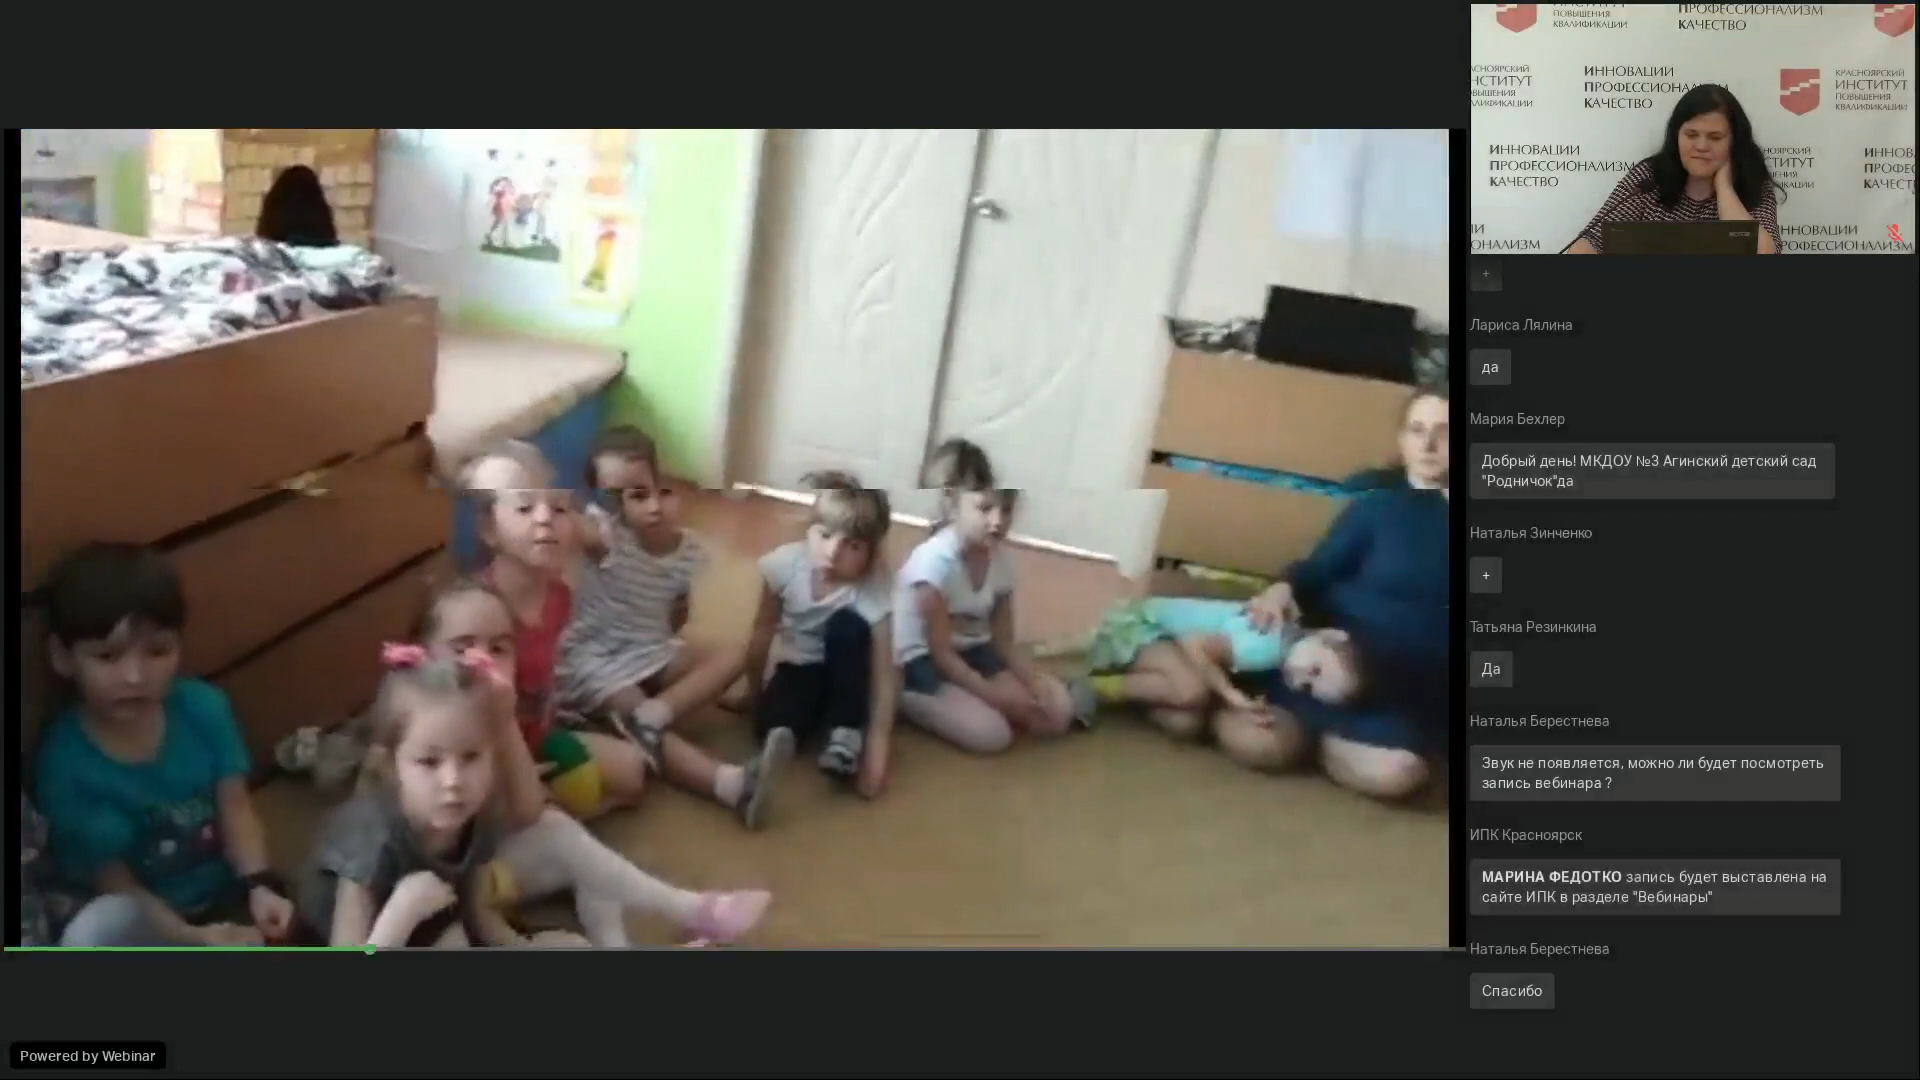 ИНСТИТУТ
ПОВЫШЕНИЯ
КВАЛИФИКАЦИИ
ПРОФЕССИОНАЛИЗМ
КАЧЕСТВО
ИННОВАЦИИ
ПРОФЕССИОНАЛИЗМ
КАЧЕСТВО
КРАСНОЯРСКИЙ
ИНСТИТУТ
ПОВЫШЕНИЯ
КВАЛИФИКАЦИИ
ИННОВАЦИИ
ПРОФЕССИОНАЛИЗМ
КАЧЕСТВО
+
Лариса Лялина
да
Мария Бехлер
Добрый день! МКДОУ №3 Агинский детский сад
"Родничок"да
Наталья Зинченко
+
Татьяна Резинкина
Да
Наталья Берестнева
Звук не появляется, можно ли будет посмотреть
запись вебинара ?
ИПК Красноярск
МАРИНА ФЕДОТКО запись будет выставлена на
сайте ИПК в разделе "Вебинары"
Наталья Берестнева
Спасибо
Powered by Webinar